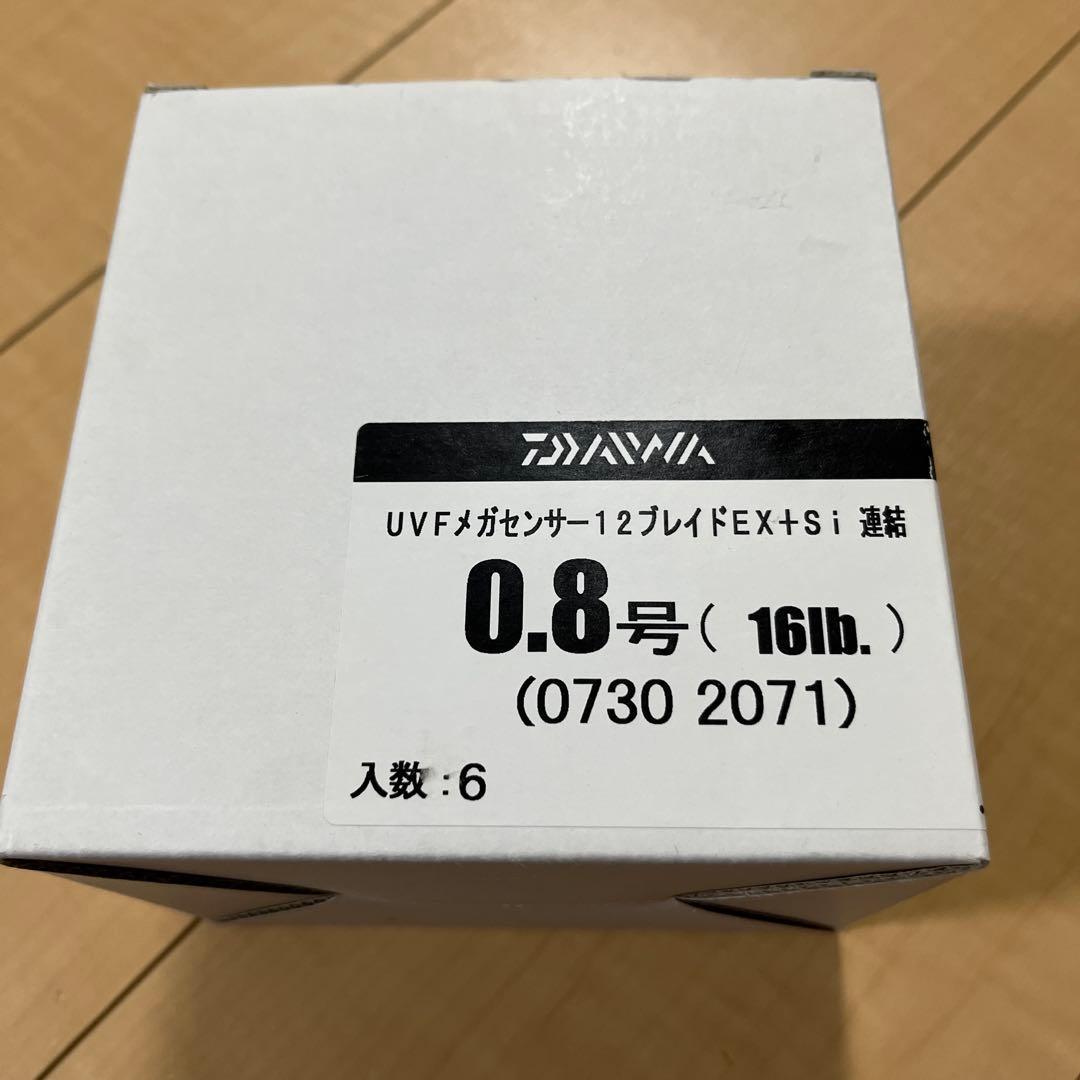 DAIWA
UVFメガセンサー12ブレイドEX+Si 連結
0.8号( 16lb. )
(0730 2071)
入数 : 6